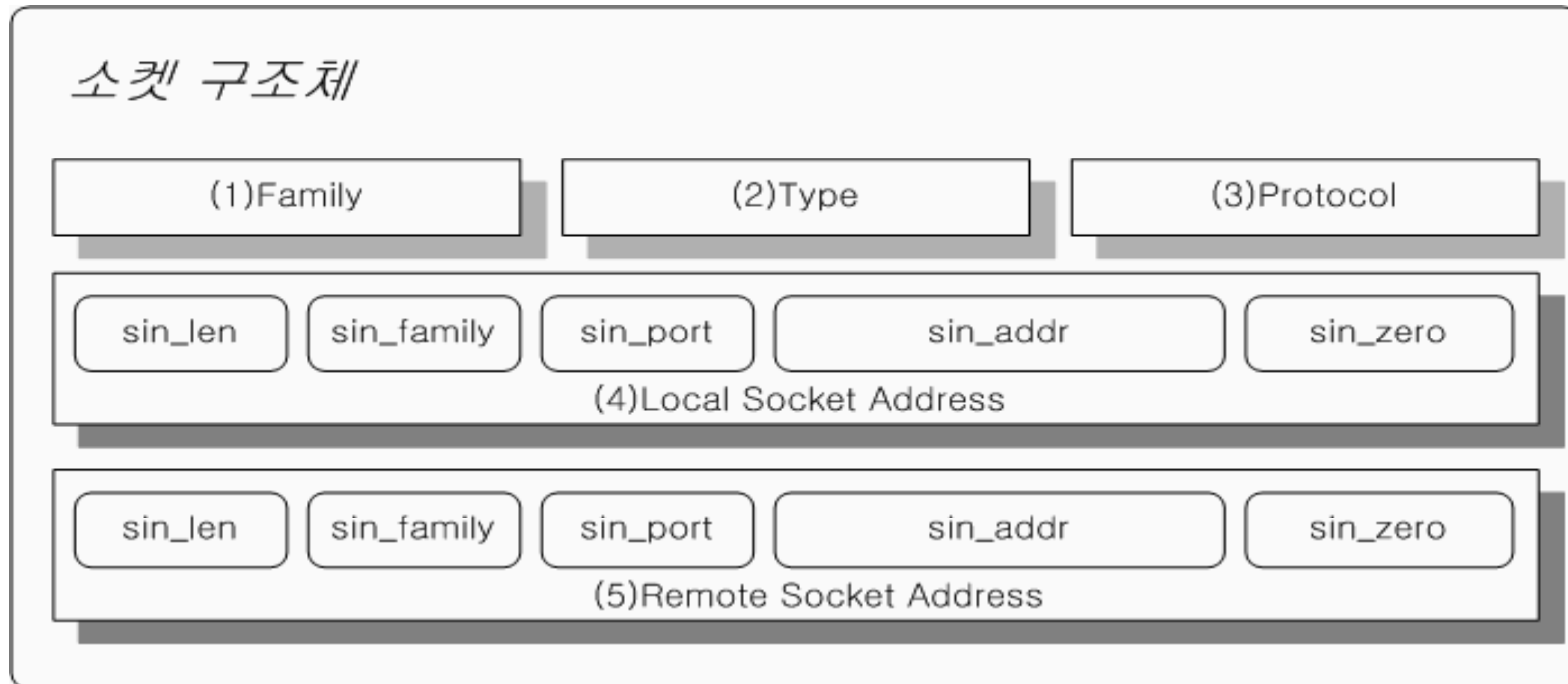 소켓 구조체
(1)Family (2)Type (3)Protocol
sin_len sin_family sin_port sin_addr sin_zero
(4)Local Socket Address
sin_len sin_family sin_port sin_addr sin_zero
(5)Remote Socket Address